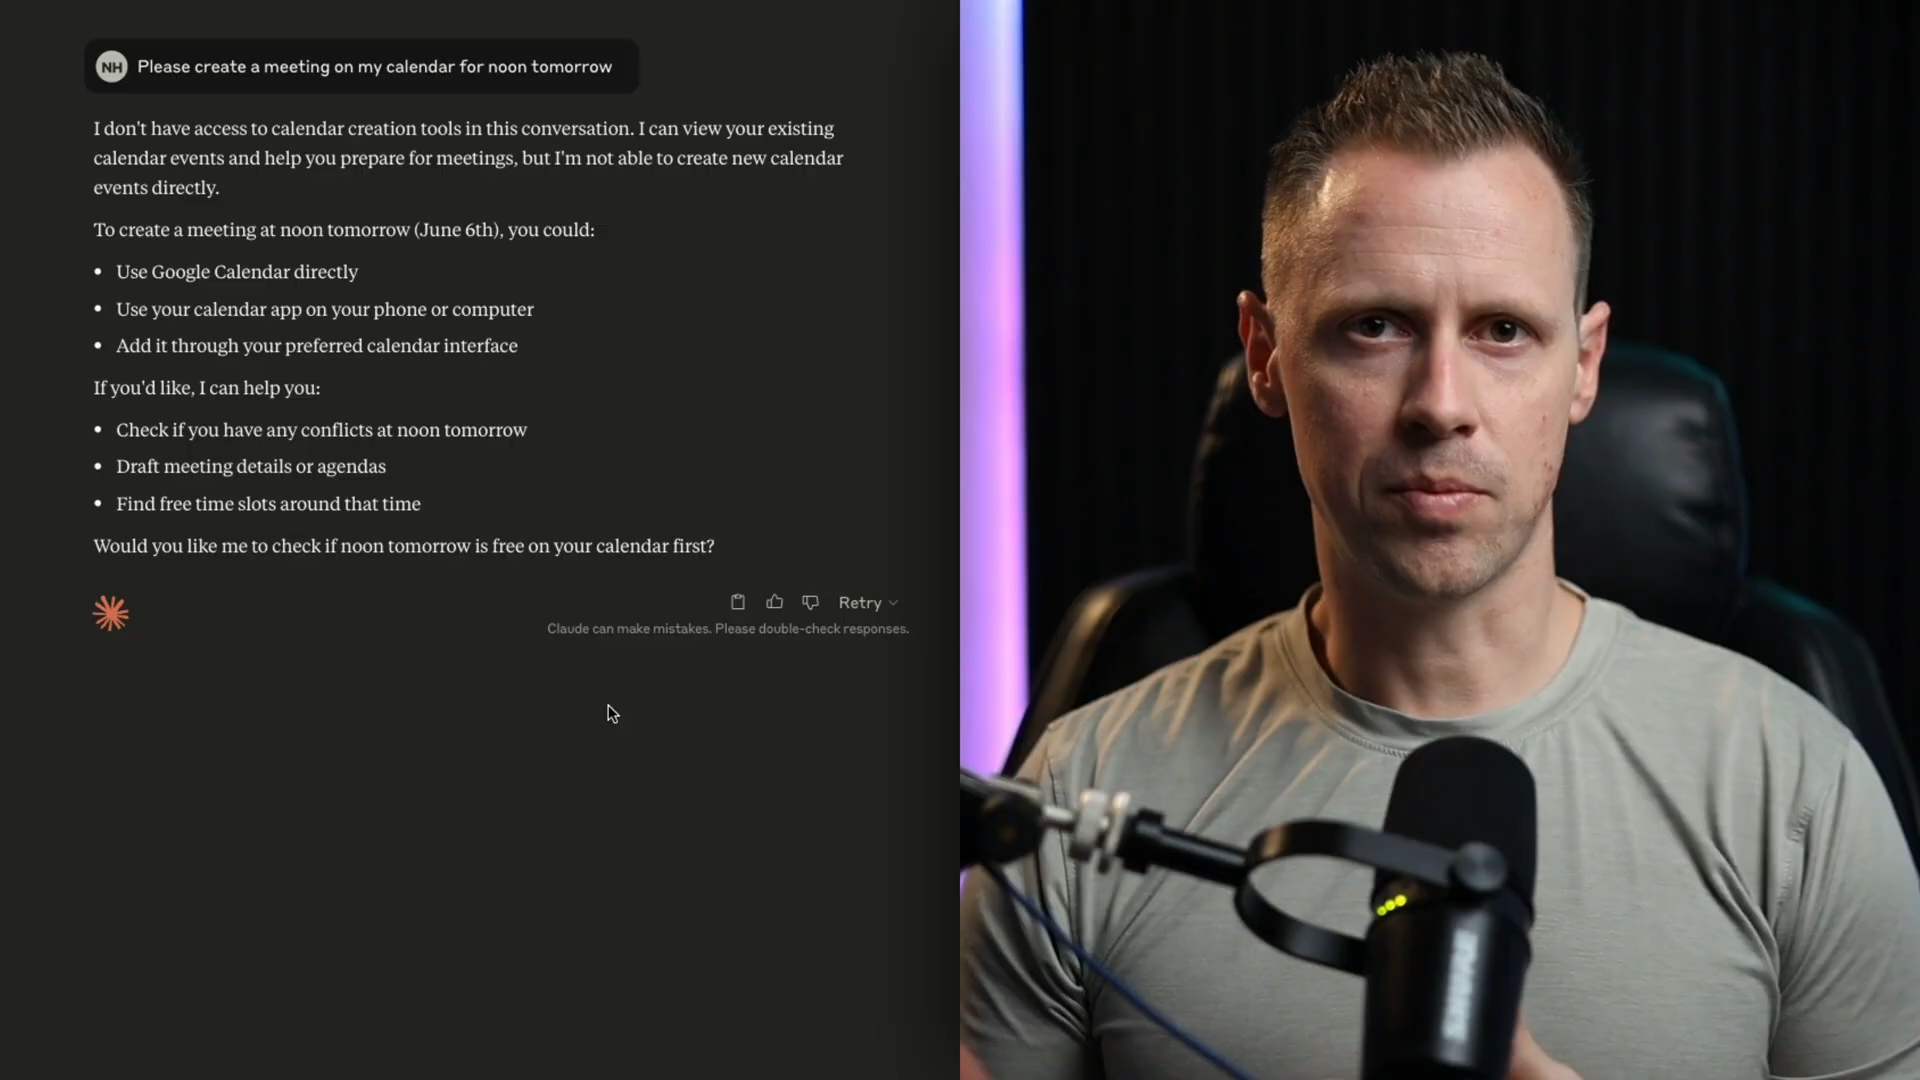 NH Please create a meeting on my calendar for noon tomorrow
I don't have access to calendar creation tools in this conversation. I can view your existing
calendar events and help you prepare for meetings, but I'm not able to create new calendar
events directly.
To create a meeting at noon tomorrow (June 6th), you could:
• Use Google Calendar directly
• Use your calendar app on your phone or computer
• Add it through your preferred calendar interface
If you'd like, I can help you:
• Check if you have any conflicts at noon tomorrow
• Draft meeting details or agendas
• Find free time slots around that time
Would you like me to check if noon tomorrow is free on your calendar first?
Retry
Claude can make mistakes. Please double-check responses.
SHURE